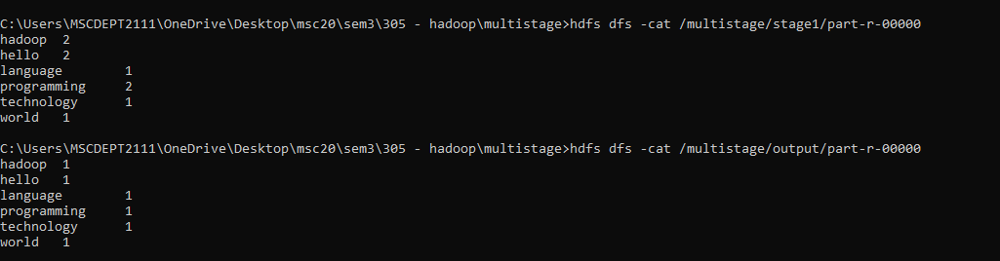 C:\Users\MSCDEPT2111\OneDrive\Desktop\msc20\sem3\305 - hadoop\multistage>hdfs dfs -cat /multistage/stage1/part-r-00000
hadoop	2
hello	2
language	1
programming	2
technology	1
world	1
C:\Users\MSCDEPT2111\OneDrive\Desktop\msc20\sem3\305 - hadoop\multistage>hdfs dfs -cat /multistage/output/part-r-00000
hadoop	1
hello	1
language	1
programming	1
technology	1
world	1